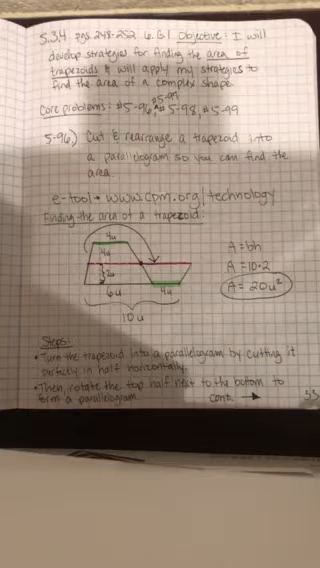 5.3.4 pgs 248-252 6.G.1 Objective: I will
develop strategies for finding the area of
trapezoids & will apply my strategies to
find the area of a complex shape.
5-97
Core problems: #5-96, #5-98, #5-99
5-96.) Cut & rearrange a trapezoid into
a parallelogram so you can find the
area.
e-tool → www.cpm.org/technology
Finding the area of a trapezoid:
4u
4u
2u
6u
4u
10u
A = bh
A = 10·2
A = 20u²
Steps:
• Turn the trapezoid into a parallelogram by cutting it
perfectly in half horizontally.
• Then, rotate the top half next to the bottom to
form a parallelogram.
cont. →
53